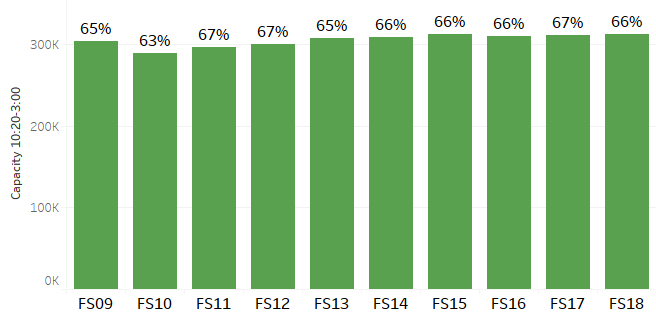 65% 63% 67% 67% 65% 66% 66% 66% 67% 66%
300K
200K
100K
0K
Capacity 10:20-3:00
FS09 FS10 FS11 FS12 FS13 FS14 FS15 FS16 FS17 FS18